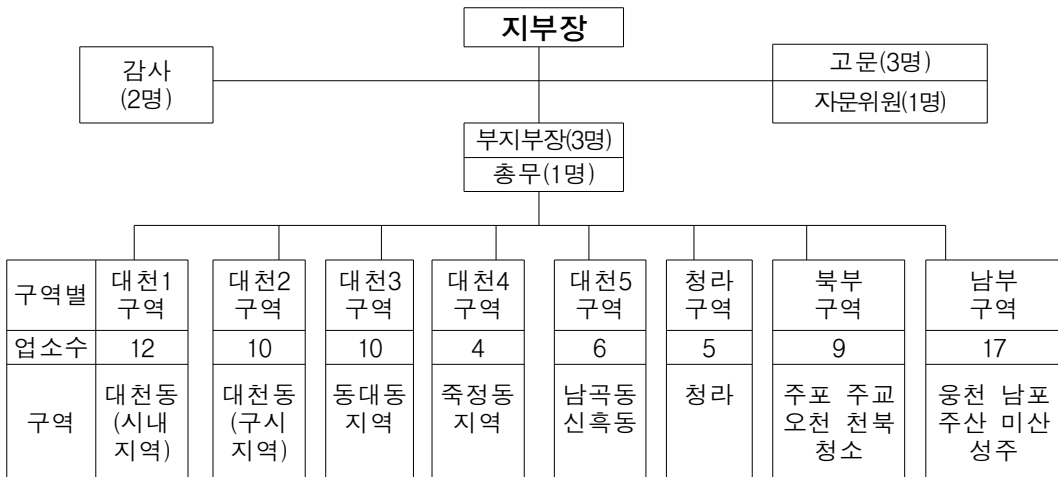 지부장
감사
(2명)
고문(3명)
자문위원(1명)
부지부장(3명)
총무(1명)
구역별
대천1
구역
대천2
구역
대천3
구역
대천4
구역
대천5
구역
청라
구역
북부
구역
남부
구역
업소수
12
10
10
4
6
5
9
17
구역
대천동
(시내
지역)
대천동
(구시
지역)
동대동
지역
죽정동
지역
남곡동
신흑동
청라
주포 주교
오천 천북
청소
웅천 남포
주산 미산
성주